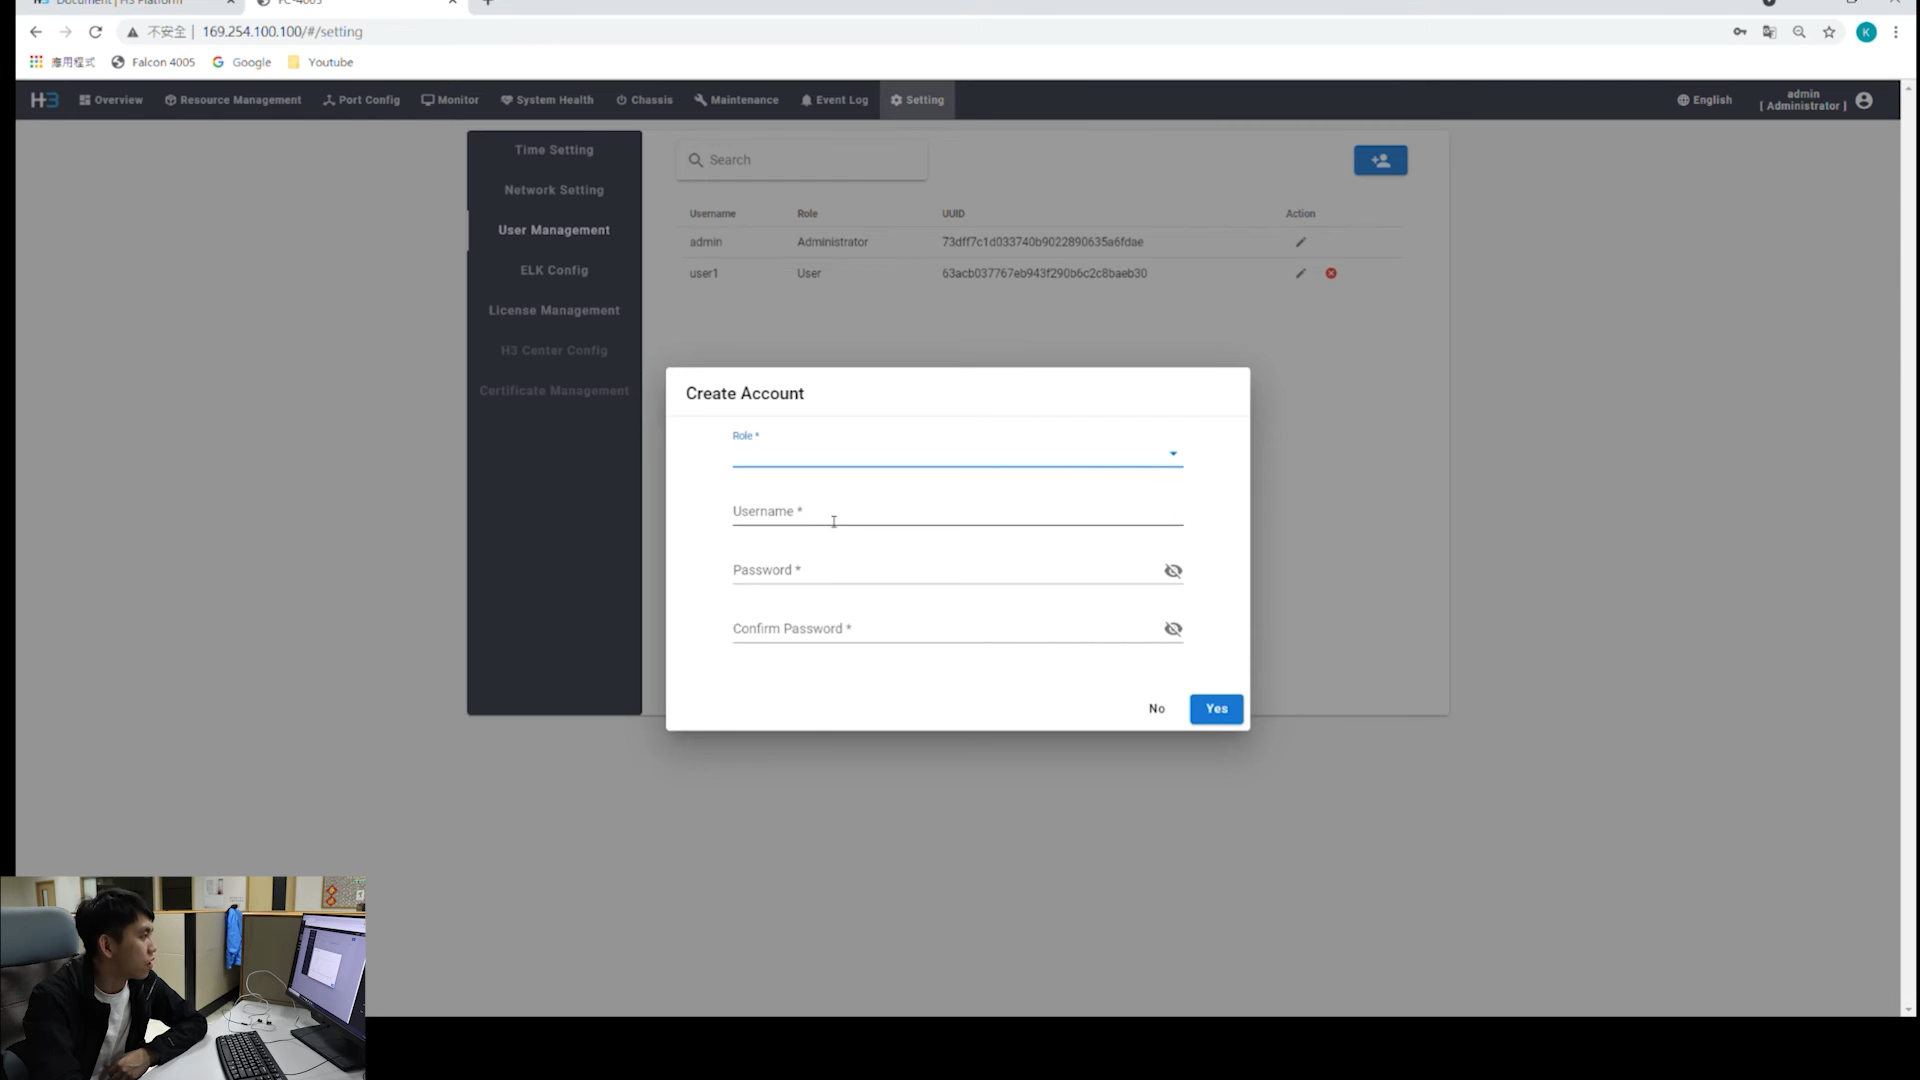 Document | H3 Platform
FC-4005
不安全 | 169.254.100.100/#/setting
K
應用程式 Falcon 4005 Google Youtube
H3 Overview Resource Management Port Config Monitor System Health Chassis Maintenance Event Log Setting English admin
[ Administrator ]
Time Setting
Network Setting
User Management
ELK Config
License Management
H3 Center Config
Certificate Management
Search
Username Role UUID Action
admin Administrator 73dff7c1d033740b9022890635a6fdae
user1 User 63acb037767eb943f290b6c2c8baeb30
Create Account
Role *
Username *
Password *
Confirm Password *
No Yes